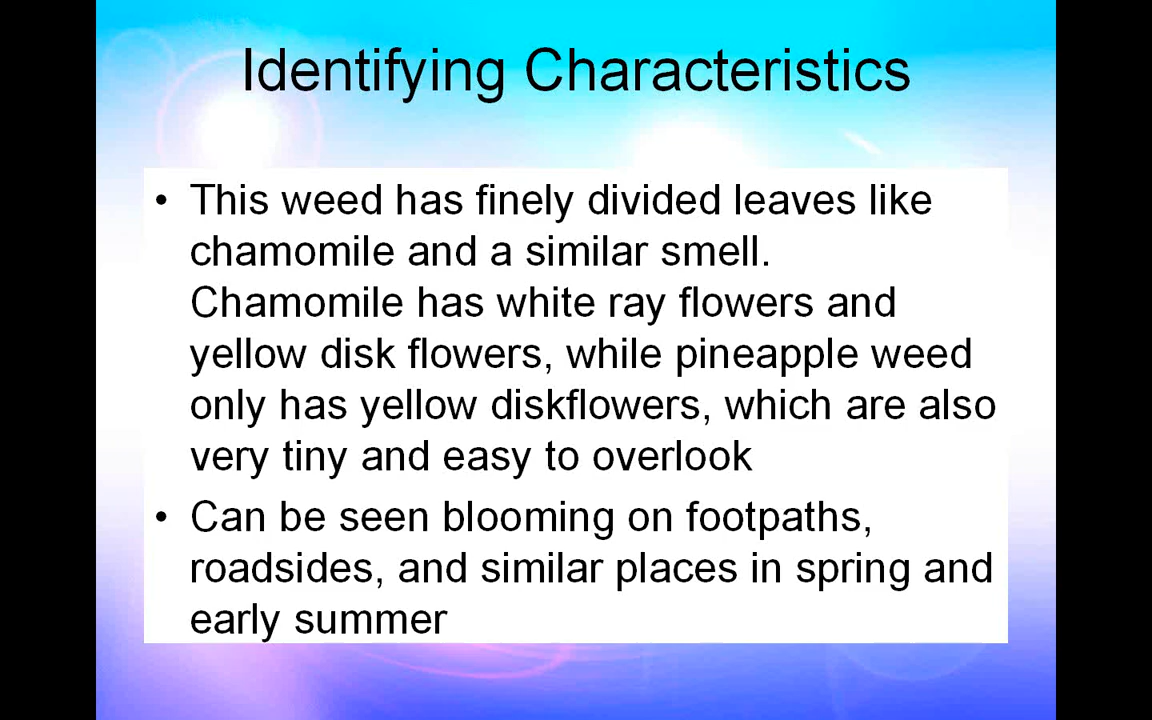 Identifying Characteristics
• This weed has finely divided leaves like
chamomile and a similar smell.
Chamomile has white ray flowers and
yellow disk flowers, while pineapple weed
only has yellow diskflowers, which are also
very tiny and easy to overlook
• Can be seen blooming on footpaths,
roadsides, and similar places in spring and
early summer